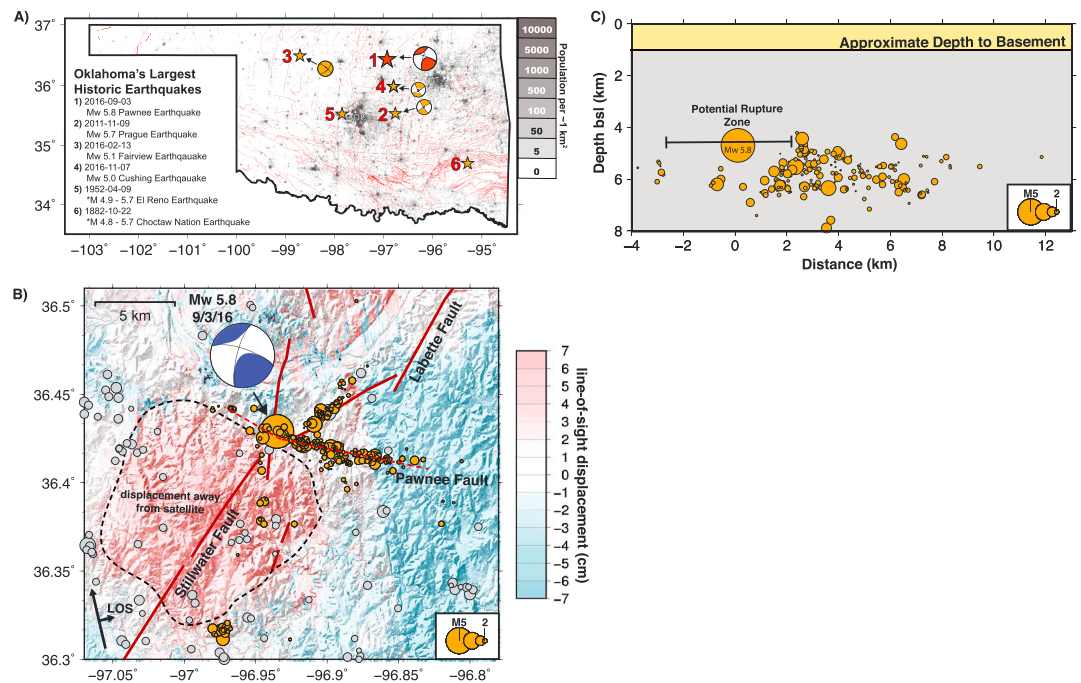 A)
37˚
36˚
35˚
34˚
−103˚
−102˚
−101˚
−100˚
−99˚
−98˚
−97˚
−96˚
−95˚
Oklahoma's Largest
Historic Earthquakes
1) 2016-09-03
Mw 5.8 Pawnee Earthquake
2) 2011-11-09
Mw 5.7 Prague Earthquake
3) 2016-02-13
Mw 5.1 Fairview Earthqauake
4) 2016-11-07
Mw 5.0 Cushing Earthquake
5) 1952-04-09
*M 4.9 - 5.7 El Reno Earthquake
6) 1882-10-22
*M 4.8 - 5.7 Choctaw Nation Earthquake
3
1
4
5
2
6
10000
5000
1000
500
100
50
5
0
Population per ~1 km²
C)
0
2
4
6
8
Depth bsl (km)
Approximate Depth to Basement
Potential Rupture
Zone
Mw 5.8
M5 2
−4
−2
0
2
4
6
8
10
12
Distance (km)
B)
36.5˚
36.45˚
36.4˚
36.35˚
36.3˚
5 km
Mw 5.8
9/3/16
Labette Fault
Pawnee Fault
displacement away
from satellite
Stillwater Fault
LOS
M5 2
−97.05˚
−97˚
−96.95˚
−96.9˚
−96.85˚
−96.8˚
7
6
5
4
3
2
1
0
−1
−2
−3
−4
−5
−6
−7
line-of-sight displacement (cm)